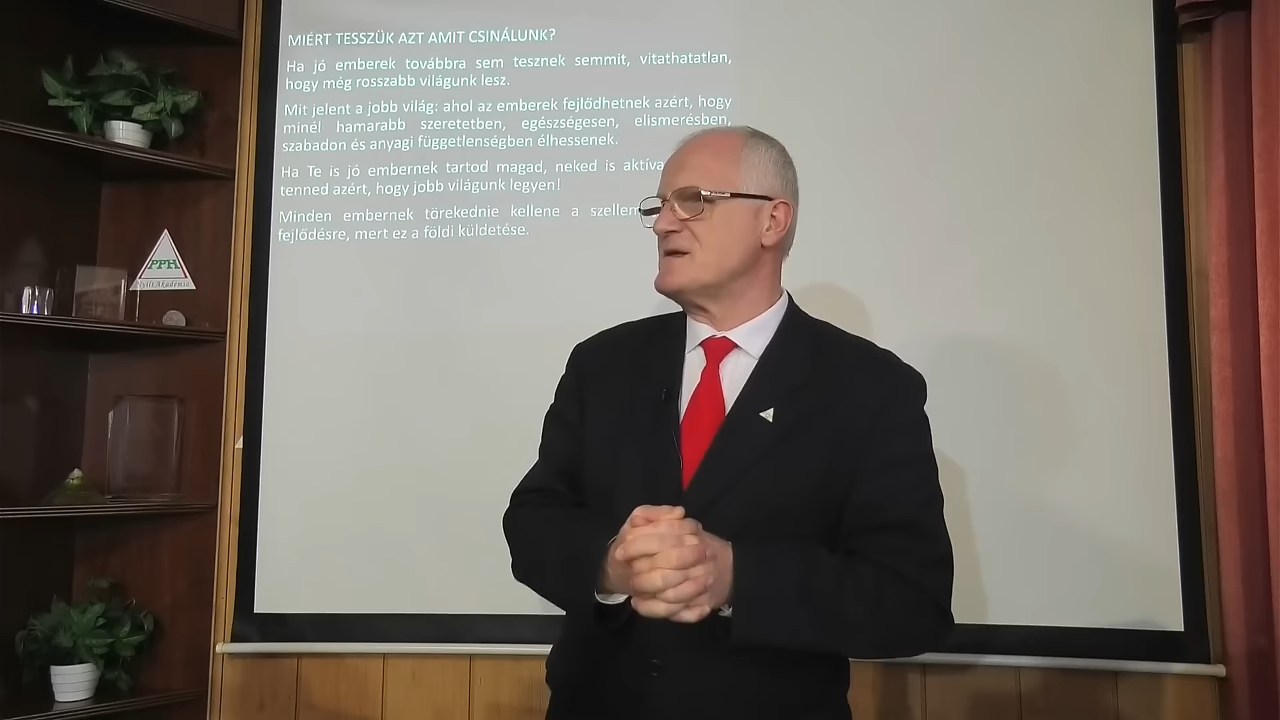 MIÉRT TESSZÜK AZT AMIT CSINÁLUNK?
Ha jó emberek továbbra sem tesznek semmit, vitathatatlan,
hogy még rosszabb világunk lesz.
Mit jelent a jobb világ: ahol az emberek fejlődhetnek azért, hogy
minél hamarabb szeretetben, egészségesen, elismerésben,
szabadon és anyagi függetlenségben élhessenek.
Ha Te is jó embernek tartod magad, neked is aktíva
tenned azért, hogy jobb világunk legyen!
Minden embernek törekednie kellene a szellem
fejlődésre, mert ez a földi küldetése.
PPH
Nyílt Akadémia